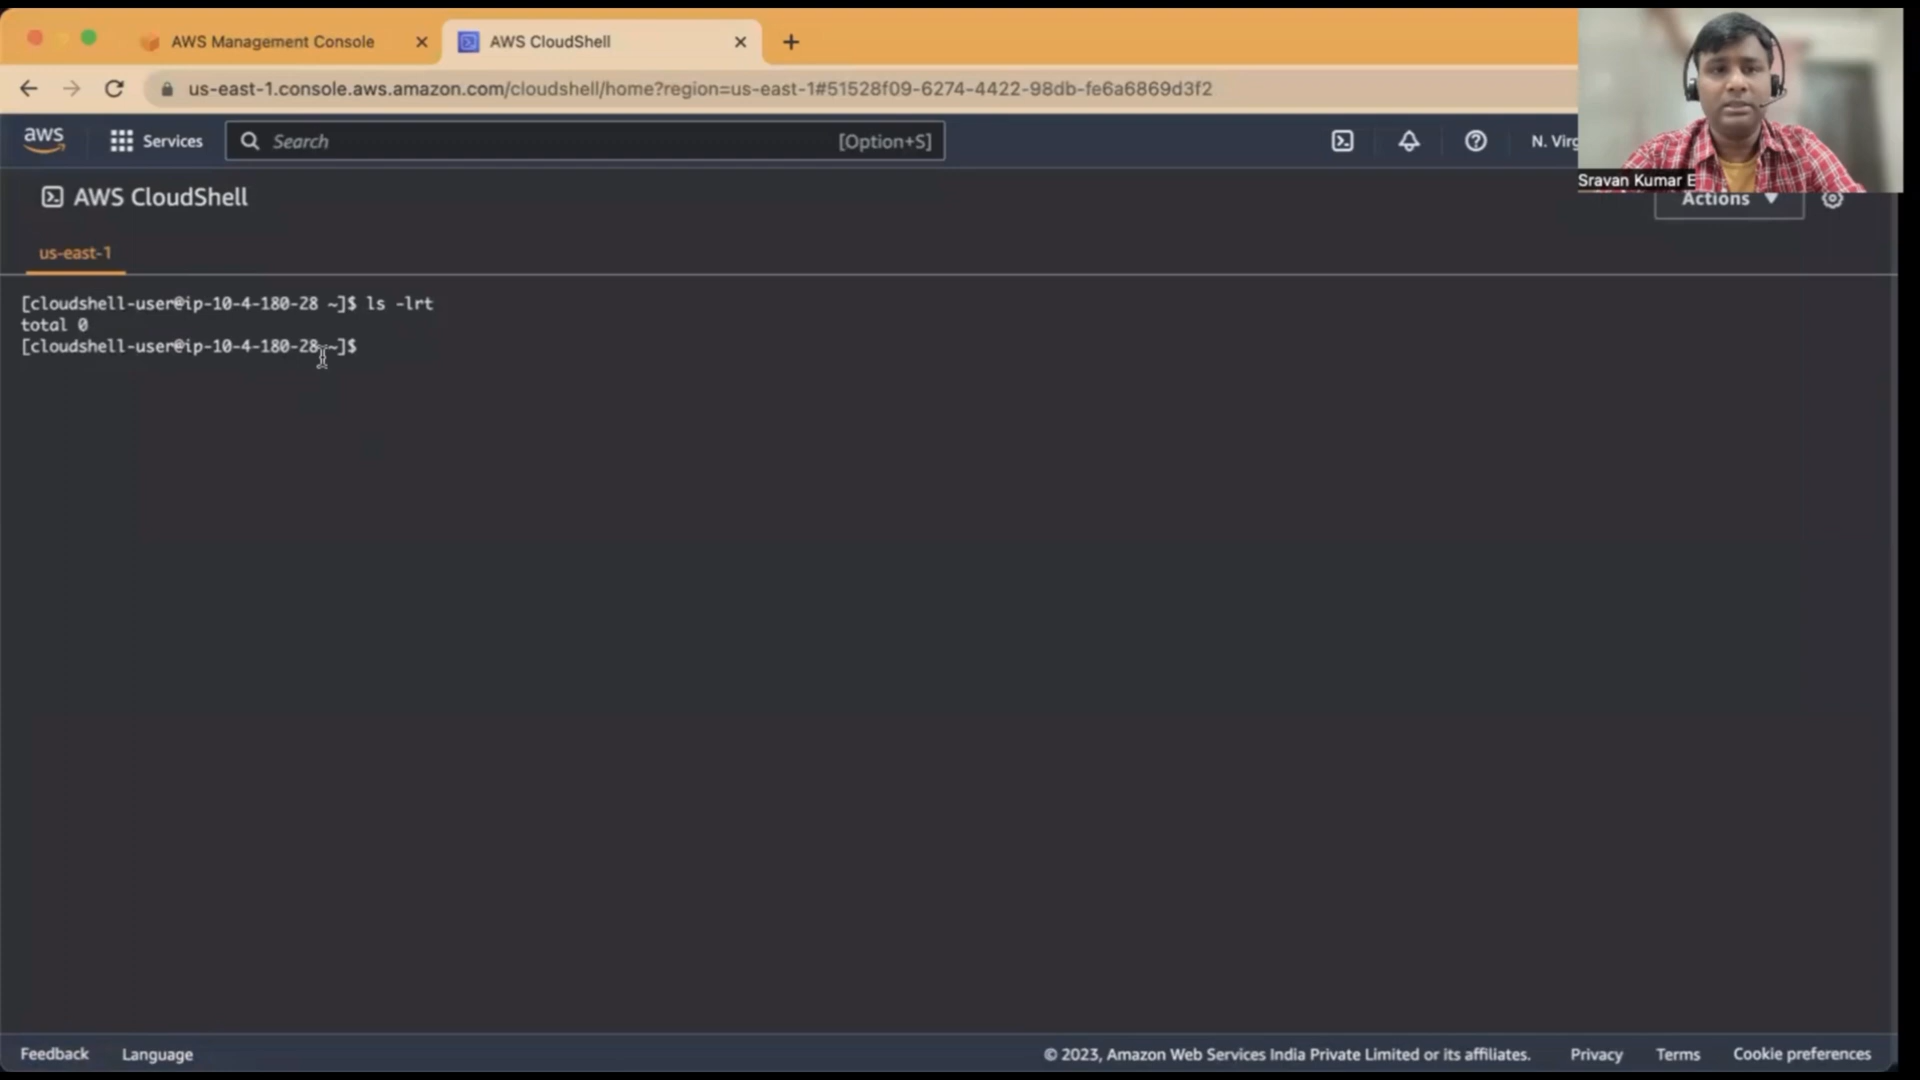 AWS Management Console
AWS CloudShell
us-east-1.console.aws.amazon.com/cloudshell/home?region=us-east-1#51528f09-6274-4422-98db-fe6a6869d3f2
aws
Services
Search
[Option+S]
N. Virg
Sravan Kumar E
AWS CloudShell
Actions
us-east-1
[cloudshell-user@ip-10-4-180-28 ~]$ ls -lrt
total 0
[cloudshell-user@ip-10-4-180-28 ~]$
Feedback
Language
© 2023, Amazon Web Services India Private Limited or its affiliates.
Privacy
Terms
Cookie preferences